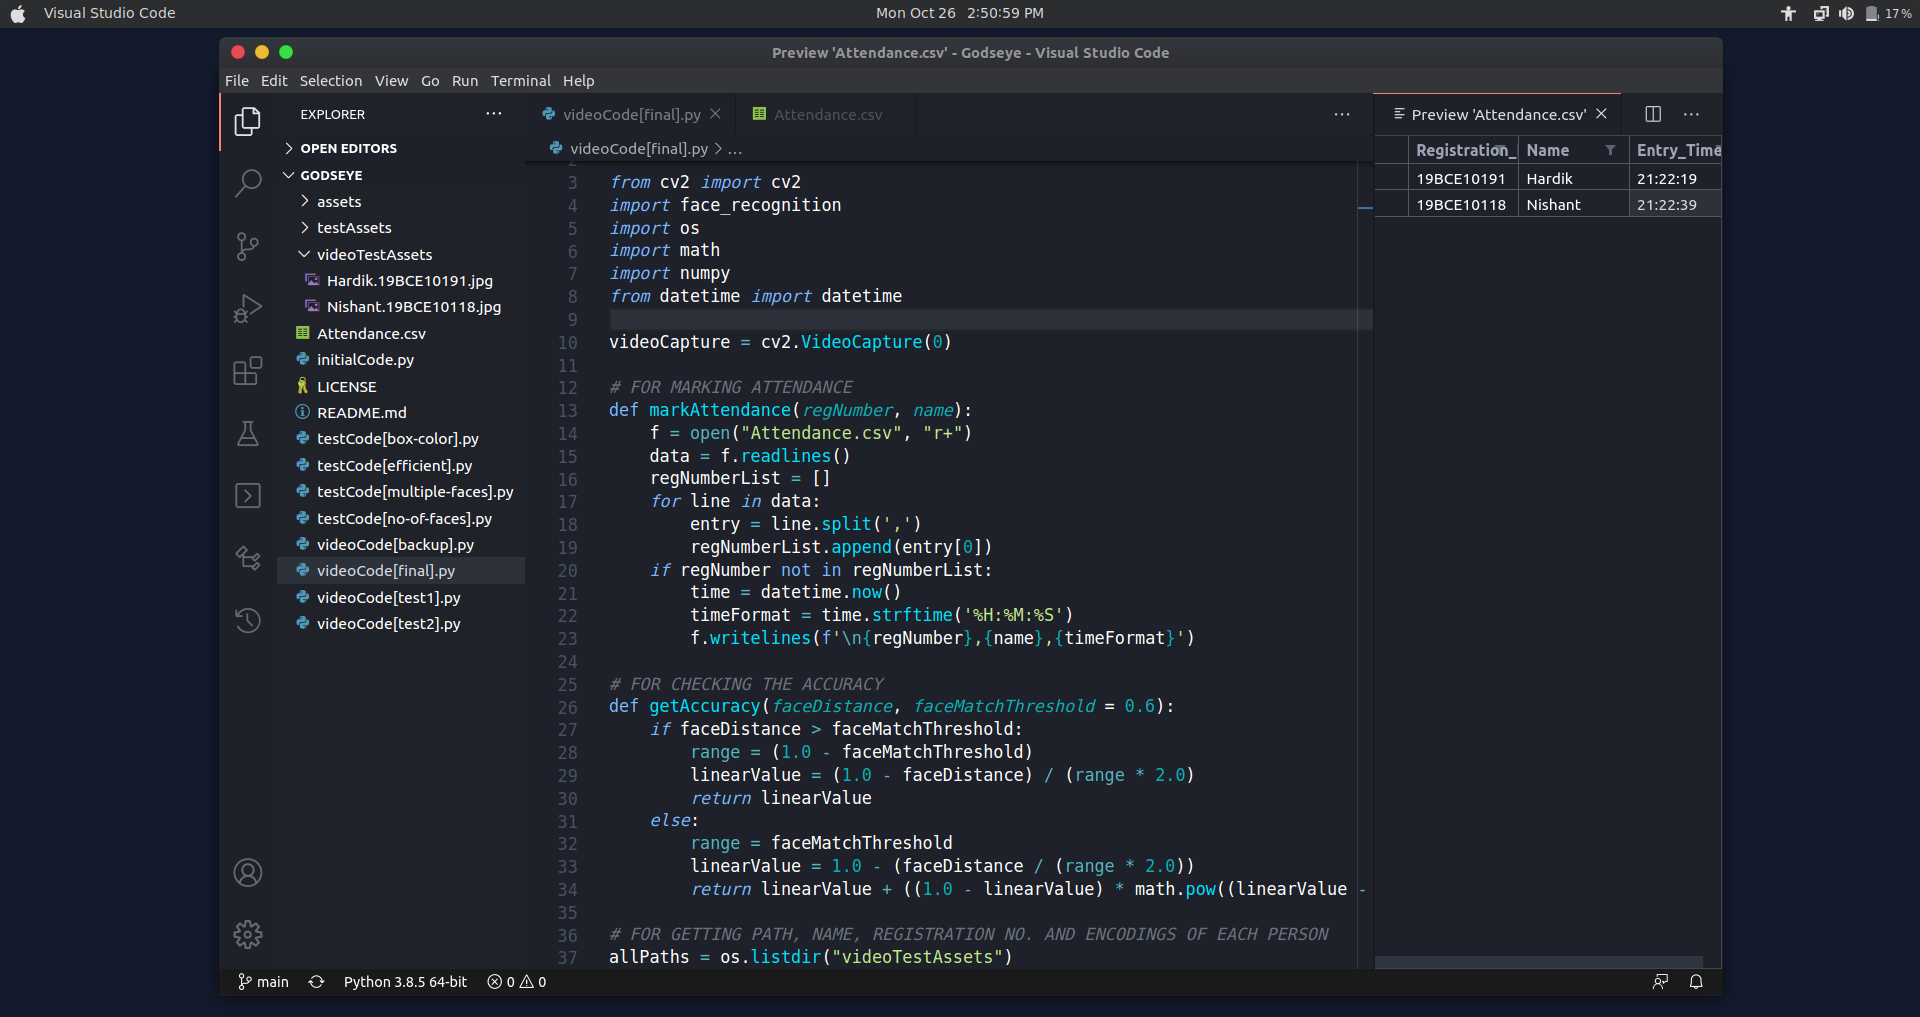 Visual Studio Code
Mon Oct 26 2:50:59 PM
17%
Preview 'Attendance.csv' - Godseye - Visual Studio Code
File Edit Selection View Go Run Terminal Help
EXPLORER
OPEN EDITORS
GODSEYE
assets
testAssets
videoTestAssets
Hardik.19BCE10191.jpg
Nishant.19BCE10118.jpg
Attendance.csv
initialCode.py
LICENSE
README.md
testCode[box-color].py
testCode[efficient].py
testCode[multiple-faces].py
testCode[no-of-faces].py
videoCode[backup].py
videoCode[final].py
videoCode[test1].py
videoCode[test2].py
videoCode[final].py
Attendance.csv
videoCode[final].py > ...
3 from cv2 import cv2
4 import face_recognition
5 import os
6 import math
7 import numpy
8 from datetime import datetime
9
10 videoCapture = cv2.VideoCapture(0)
11
12 # FOR MARKING ATTENDANCE
13 def markAttendance(regNumber, name):
14     f = open("Attendance.csv", "r+")
15     data = f.readlines()
16     regNumberList = []
17     for line in data:
18         entry = line.split(',')
19         regNumberList.append(entry[0])
20     if regNumber not in regNumberList:
21         time = datetime.now()
22         timeFormat = time.strftime('%H:%M:%S')
23         f.writelines(f'\n{regNumber},{name},{timeFormat}')
24
25 # FOR CHECKING THE ACCURACY
26 def getAccuracy(faceDistance, faceMatchThreshold = 0.6):
27     if faceDistance > faceMatchThreshold:
28         range = (1.0 - faceMatchThreshold)
29         linearValue = (1.0 - faceDistance) / (range * 2.0)
30         return linearValue
31     else:
32         range = faceMatchThreshold
33         linearValue = 1.0 - (faceDistance / (range * 2.0))
34         return linearValue + ((1.0 - linearValue) * math.pow((linearValue -
35
36 # FOR GETTING PATH, NAME, REGISTRATION NO. AND ENCODINGS OF EACH PERSON
37 allPaths = os.listdir("videoTestAssets")
Preview 'Attendance.csv'
Registration_ Name Entry_Time
19BCE10191 Hardik 21:22:19
19BCE10118 Nishant 21:22:39
main Python 3.8.5 64-bit 0 0